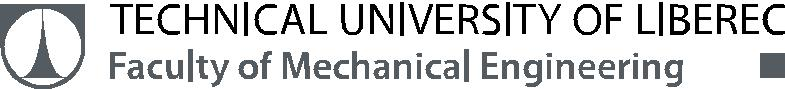 TECHNICAL UNIVERSITY OF LIBEREC
Faculty of Mechanical Engineering